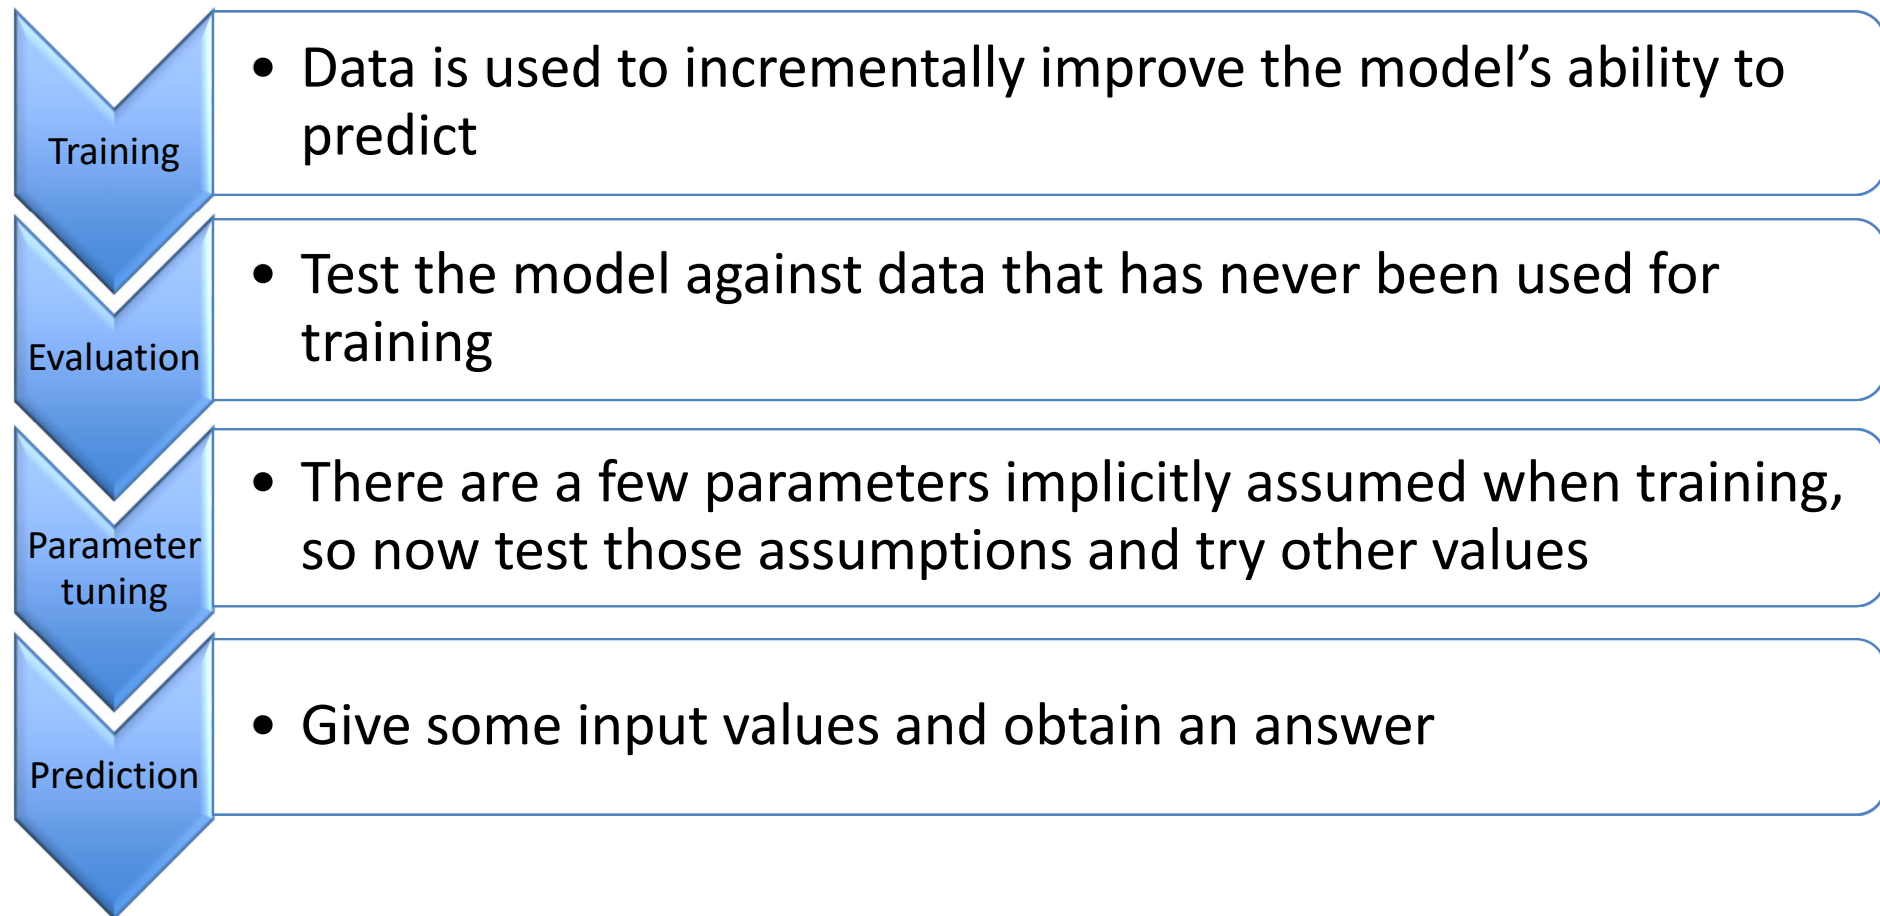 Training
• Data is used to incrementally improve the model’s ability to
predict
Evaluation
• Test the model against data that has never been used for
training
Parameter
tuning
• There are a few parameters implicitly assumed when training,
so now test those assumptions and try other values
Prediction
• Give some input values and obtain an answer